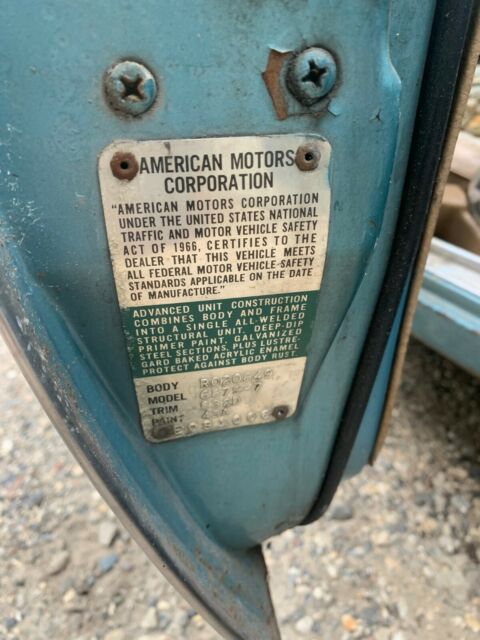 AMERICAN MOTORS
CORPORATION
"AMERICAN MOTORS CORPORATION
UNDER THE UNITED STATES NATIONAL
TRAFFIC AND MOTOR VEHICLE SAFETY
ACT OF 1966, CERTIFIES TO THE
DEALER THAT THIS VEHICLE MEETS
ALL FEDERAL MOTOR VEHICLE SAFETY
STANDARDS APPLICABLE ON THE DATE
OF MANUFACTURE."
ADVANCED UNIT CONSTRUCTION
COMBINES BODY AND FRAME
INTO A SINGLE ALL-WELDED
STRUCTURAL UNIT. DEEP-DIP
PRIMER PAINT, GALVANIZED
STEEL SECTIONS, PLUS LUSTRE-
GARD BAKED ACRYLIC ENAMEL
PROTECT AGAINST BODY RUST.
BODY
MODEL
TRIM
PAINT